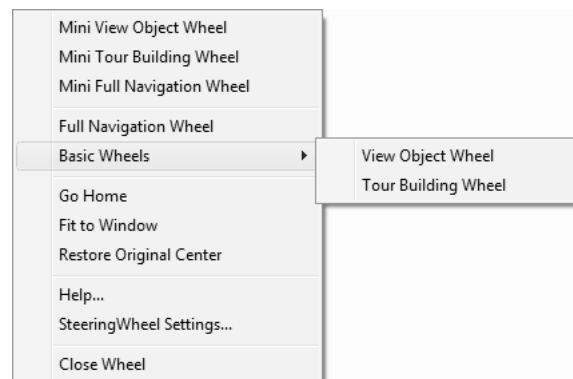 Mini View Object Wheel
Mini Tour Building Wheel
Mini Full Navigation Wheel
Full Navigation Wheel
Basic Wheels
View Object Wheel
Tour Building Wheel
Go Home
Fit to Window
Restore Original Center
Help...
SteeringWheel Settings...
Close Wheel